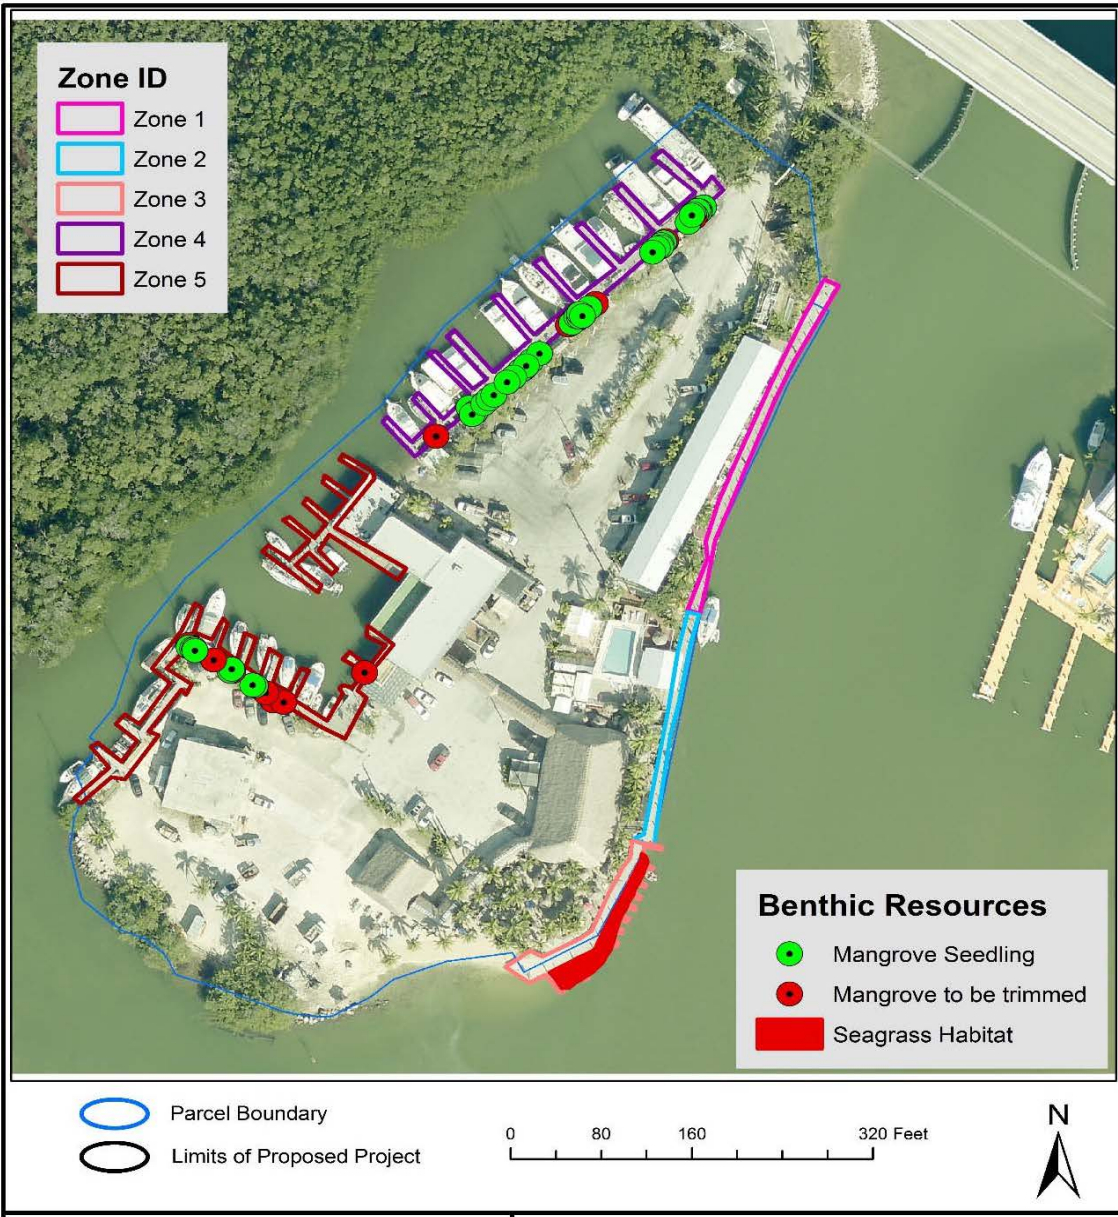 Zone ID
Zone 1
Zone 2
Zone 3
Zone 4
Zone 5
Benthic Resources
Mangrove Seedling
Mangrove to be trimmed
Seagrass Habitat
Parcel Boundary
Limits of Proposed Project
0 80 160 320 Feet
N